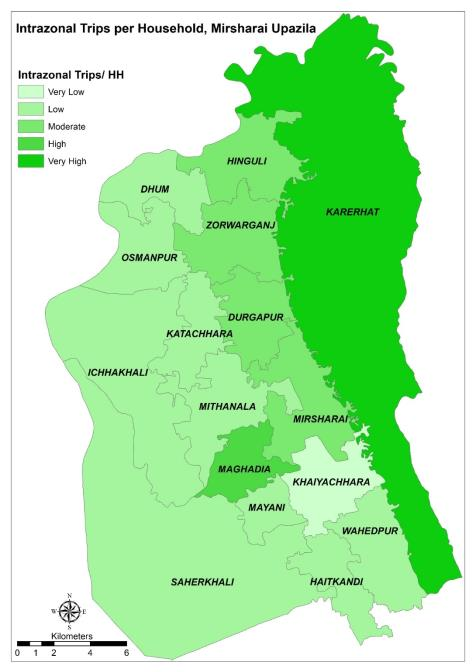 Intrazonal Trips per Household, Mirsharai Upazila
Intrazonal Trips/ HH
Very Low
Low
Moderate
High
Very High
HINGULI
DHUM
KARERHAT
ZORWARGANJ
OSMANPUR
DURGAPUR
KATACHHARA
ICHHAKHALI
MITHANALA
MIRSHARAI
MAGHADIA
KHAIYACHHARA
MAYANI
WAHEDPUR
SAHERKHALI
HAITKANDI
N
W E
S
Kilometers
0 1 2 4 6